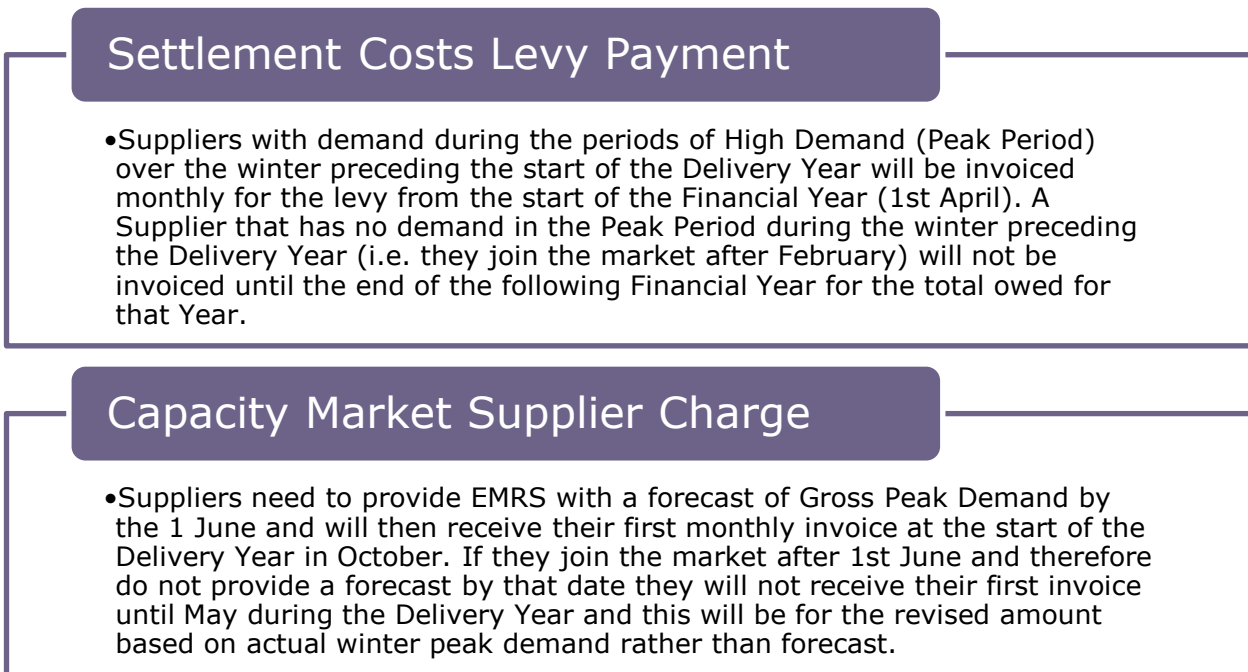 Settlement Costs Levy Payment
•Suppliers with demand during the periods of High Demand (Peak Period)
over the winter preceding the start of the Delivery Year will be invoiced
monthly for the levy from the start of the Financial Year (1st April). A
Supplier that has no demand in the Peak Period during the winter preceding
the Delivery Year (i.e. they join the market after February) will not be
invoiced until the end of the following Financial Year for the total owed for
that Year.
Capacity Market Supplier Charge
•Suppliers need to provide EMRS with a forecast of Gross Peak Demand by
the 1 June and will then receive their first monthly invoice at the start of the
Delivery Year in October. If they join the market after 1st June and therefore
do not provide a forecast by that date they will not receive their first invoice
until May during the Delivery Year and this will be for the revised amount
based on actual winter peak demand rather than forecast.